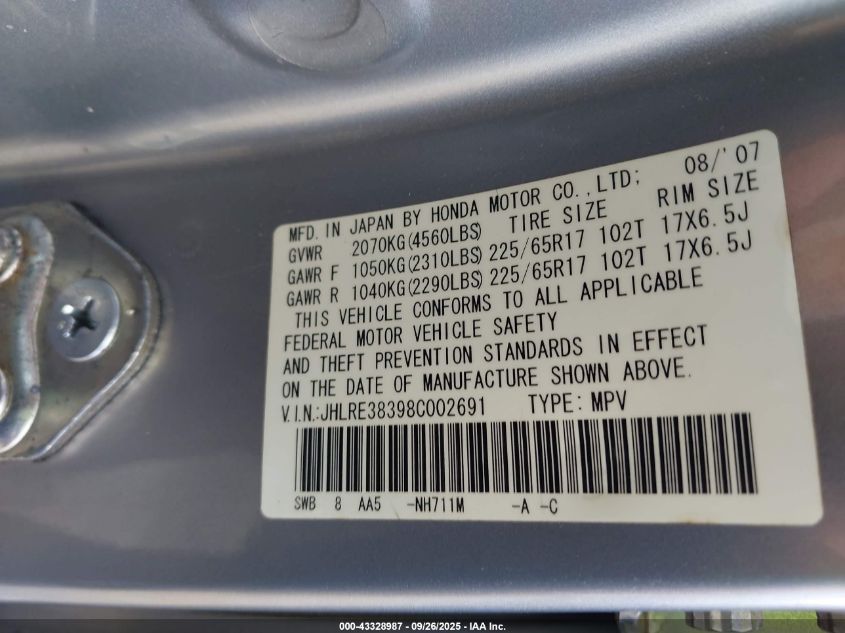 MFD. IN JAPAN BY HONDA MOTOR CO., LTD; 08/'07
GVWR 2070KG(4560LBS) TIRE SIZE RIM SIZE
GAWR F 1050KG(2310LBS) 225/65R17 102T 17X6.5J
GAWR R 1040KG(2290LBS) 225/65R17 102T 17X6.5J
THIS VEHICLE CONFORMS TO ALL APPLICABLE
FEDERAL MOTOR VEHICLE SAFETY
AND THEFT PREVENTION STANDARDS IN EFFECT
ON THE DATE OF MANUFACTURE SHOWN ABOVE.
V.I.N.:JHLRE38398C002691 TYPE: MPV
SWB 8 AA5 -NH711M -A -C
000-43328987 - 09/26/2025 - IAA Inc.